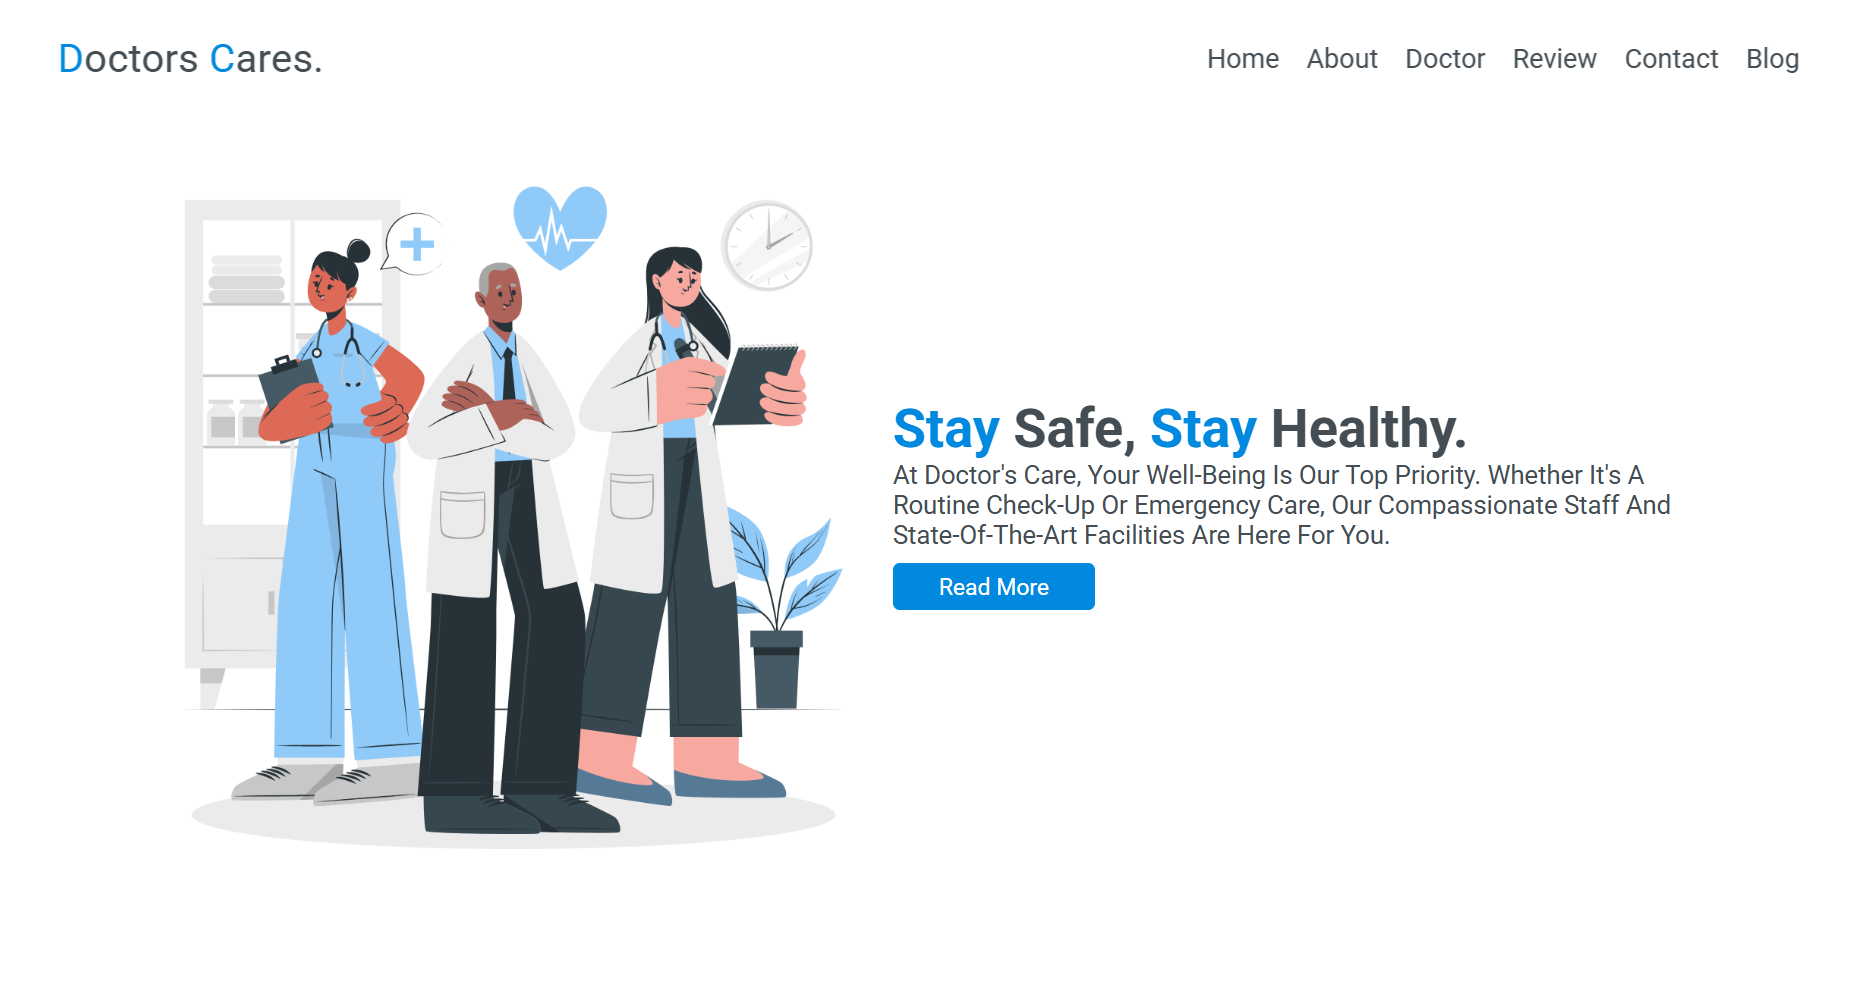 Doctors Cares.
Home About Doctor Review Contact Blog
Stay Safe, Stay Healthy.
At Doctor's Care, Your Well-Being Is Our Top Priority. Whether It's A
Routine Check-Up Or Emergency Care, Our Compassionate Staff And
State-Of-The-Art Facilities Are Here For You.
Read More